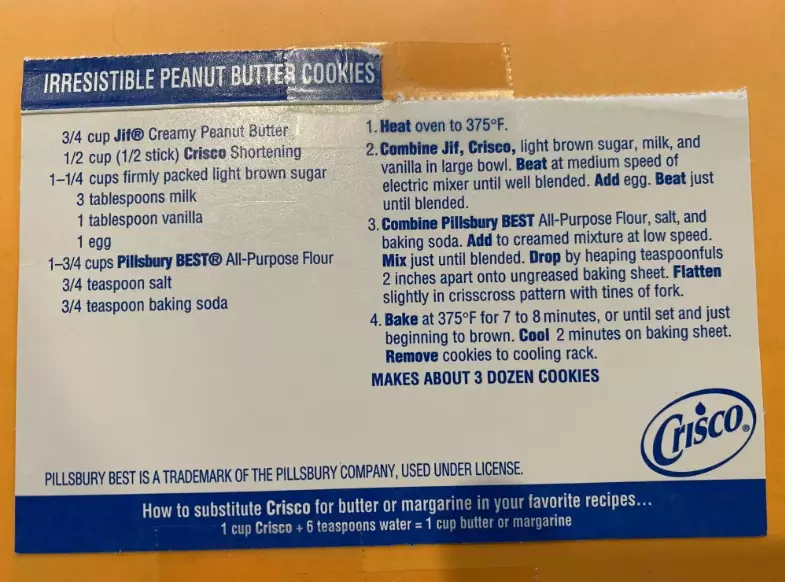 IRRESISTIBLE PEANUT BUTTER COOKIES
3/4 cup Jif® Creamy Peanut Butter
1/2 cup (1/2 stick) Crisco Shortening
1–1/4 cups firmly packed light brown sugar
3 tablespoons milk
1 tablespoon vanilla
1 egg
1–3/4 cups Pillsbury BEST® All-Purpose Flour
3/4 teaspoon salt
3/4 teaspoon baking soda
1. Heat oven to 375°F.
2. Combine Jif, Crisco, light brown sugar, milk, and
vanilla in large bowl. Beat at medium speed of
electric mixer until well blended. Add egg. Beat just
until blended.
3. Combine Pillsbury BEST All-Purpose Flour, salt, and
baking soda. Add to creamed mixture at low speed.
Mix just until blended. Drop by heaping teaspoonfuls
2 inches apart onto ungreased baking sheet. Flatten
slightly in crisscross pattern with tines of fork.
4. Bake at 375°F for 7 to 8 minutes, or until set and just
beginning to brown. Cool 2 minutes on baking sheet.
Remove cookies to cooling rack.
MAKES ABOUT 3 DOZEN COOKIES
Crisco®
PILLSBURY BEST IS A TRADEMARK OF THE PILLSBURY COMPANY, USED UNDER LICENSE.
How to substitute Crisco for butter or margarine in your favorite recipes...
1 cup Crisco + 6 teaspoons water = 1 cup butter or margarine